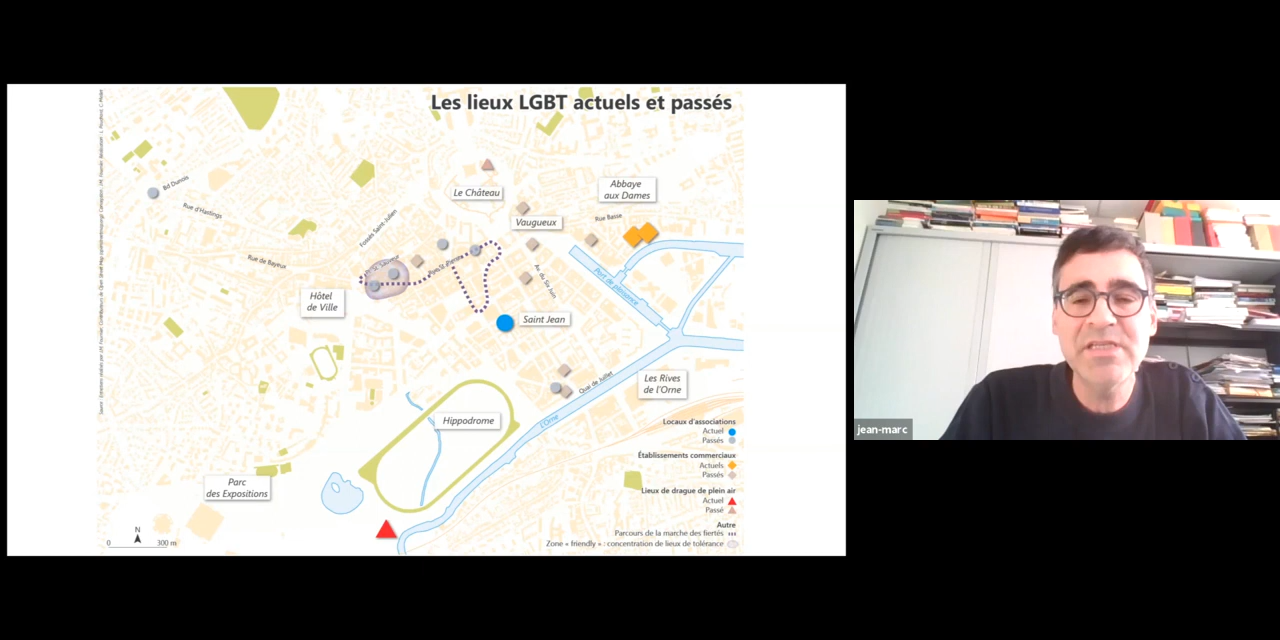 Les lieux LGBT actuels et passés
Bd Dunois
Rue d'Hastings
Rue de Bayeux
Fossés Saint-Julien
Le Château
Abbaye
aux Dames
Vaugueux
Rue Basse
Port de plaisance
Av. du Six Juin
Hôtel
de Ville
Saint Jean
Quai de Juillet
Les Rives
de l'Orne
L'Orne
Hippodrome
Parc
des Expositions
N
0 300 m
Locaux d'associations
Actuel
Passés
Établissements commerciaux
Actuels
Passés
Lieux de drague de plein air
Actuel
Passé
Autre
Parcours de la marche des fiertés
Zone « friendly » : concentration de lieux de tolérance
jean-marc